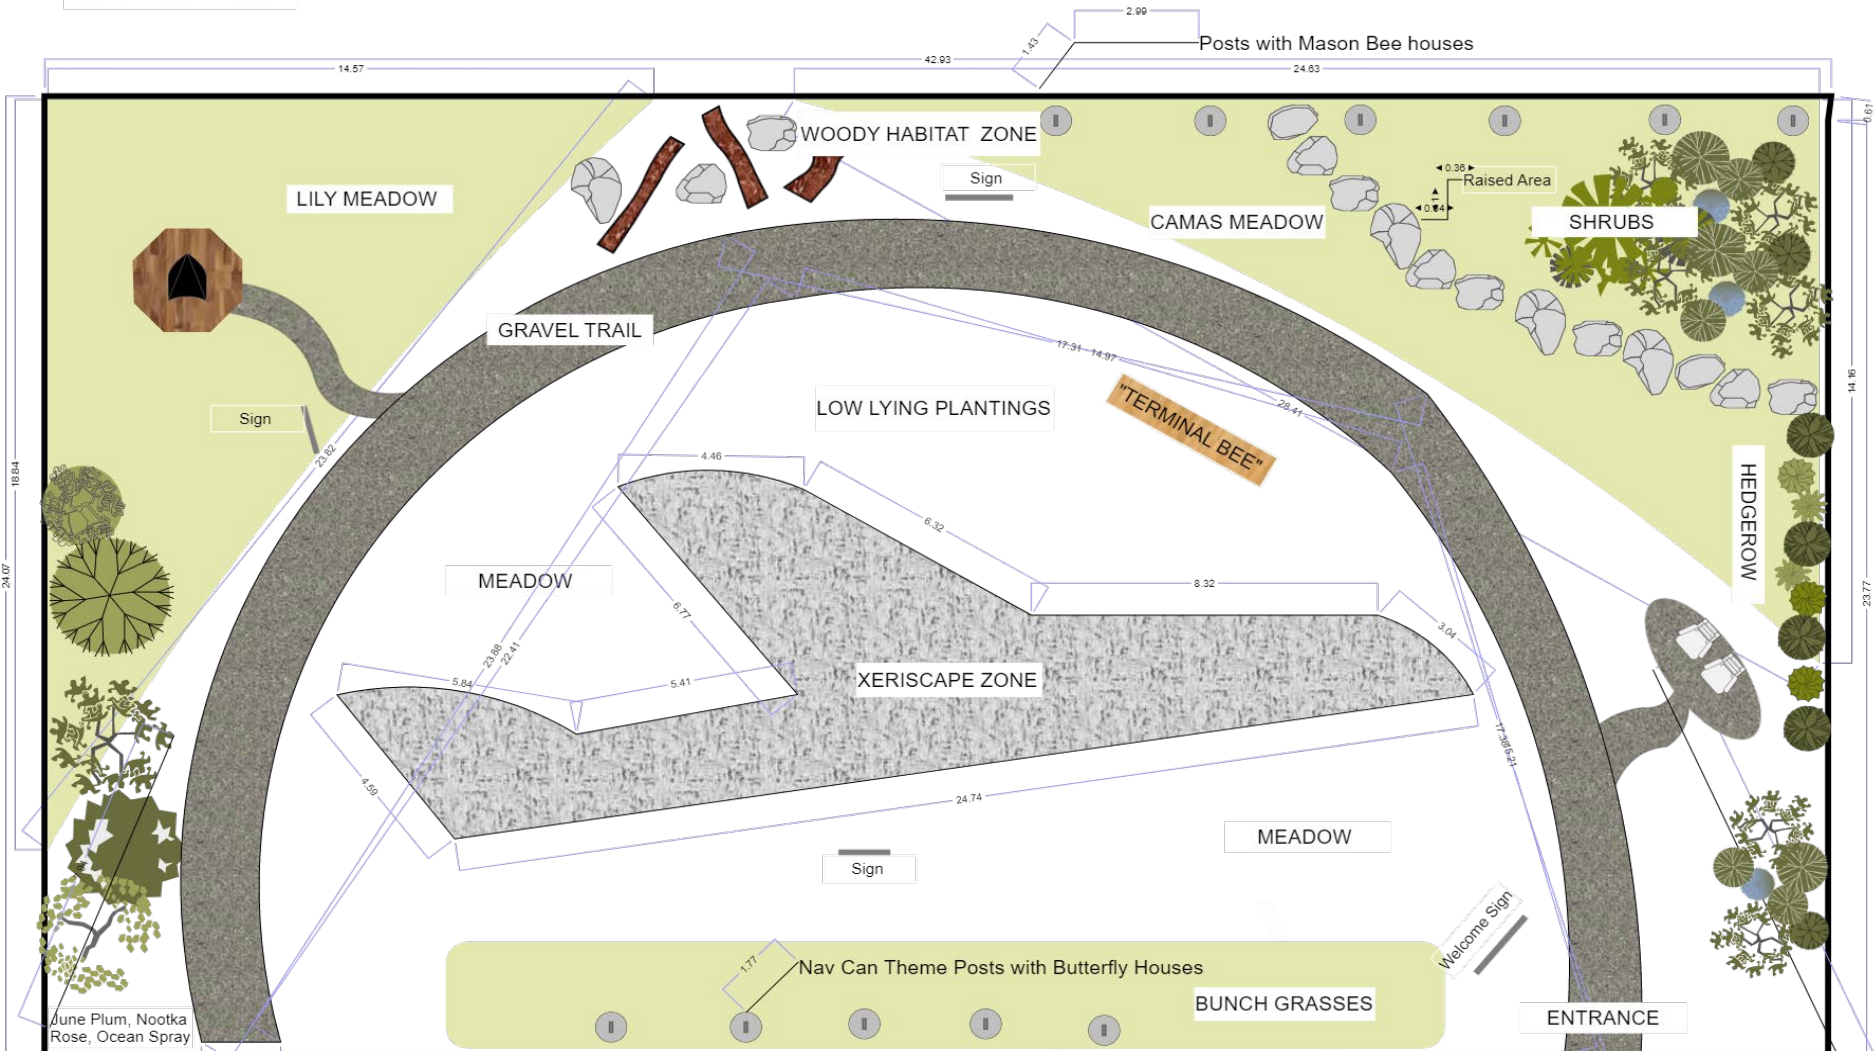 2.99
1.43
Posts with Mason Bee houses
42.93
14.57
24.63
0.61
WOODY HABITAT ZONE
Sign
0.36
Raised Area
LILY MEADOW
CAMAS MEADOW
SHRUBS
GRAVEL TRAIL
17.31
14.97
14.16
LOW LYING PLANTINGS
"TERMINAL BEE"
28.41
Sign
23.82
4.46
18.84
HEDGEROW
6.32
24.07
MEADOW
8.32
23.77
6.77
3.04
23.88
22.41
XERISCAPE ZONE
5.84
5.41
4.59
24.74
MEADOW
Sign
Welcome Sign
1.77
Nav Can Theme Posts with Butterfly Houses
BUNCH GRASSES
ENTRANCE
June Plum, Nootka
Rose, Ocean Spray